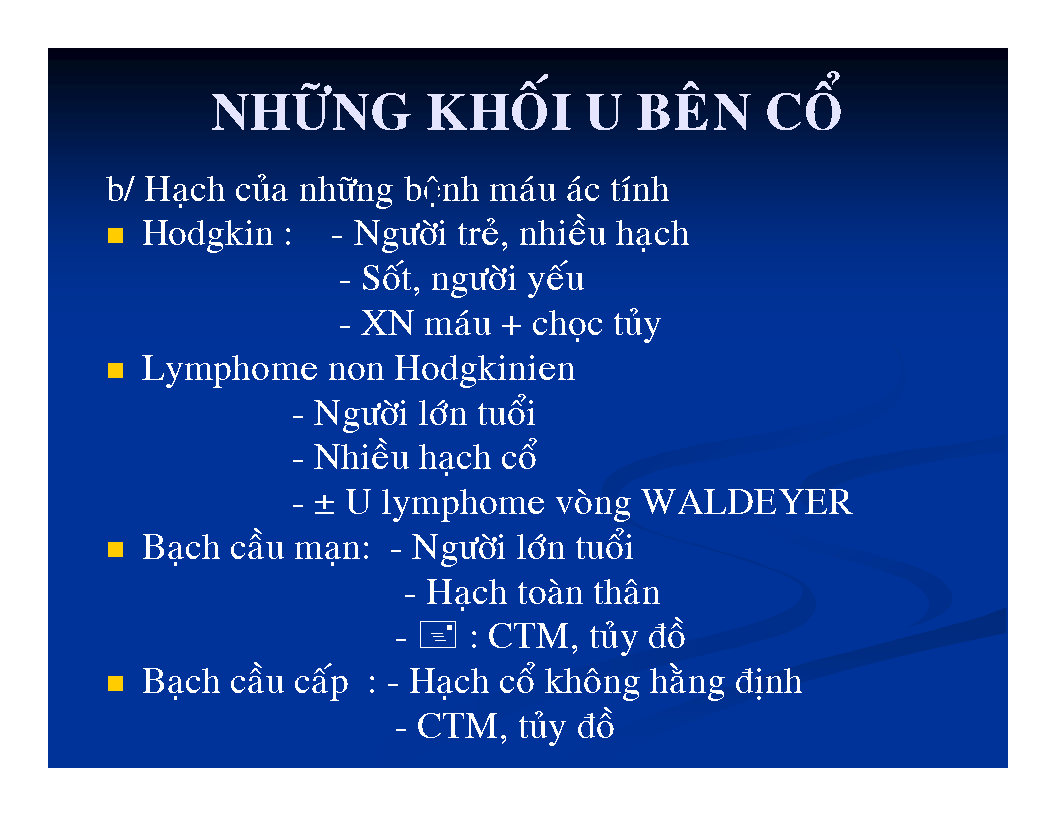 NHỮNG KHỐI U BÊN CỔ
b/ Hạch của những bệnh máu ác tính
■ Hodgkin : - Người trẻ, nhiều hạch
- Sốt, người yếu
- XN máu + chọc tủy
■ Lymphome non Hodgkinien
- Người lớn tuổi
- Nhiều hạch cổ
- ± U lymphome vòng WALDEYER
■ Bạch cầu mạn: - Người lớn tuổi
- Hạch toàn thân
- 🖃 : CTM, tủy đồ
■ Bạch cầu cấp : - Hạch cổ không hằng định
- CTM, tủy đồ